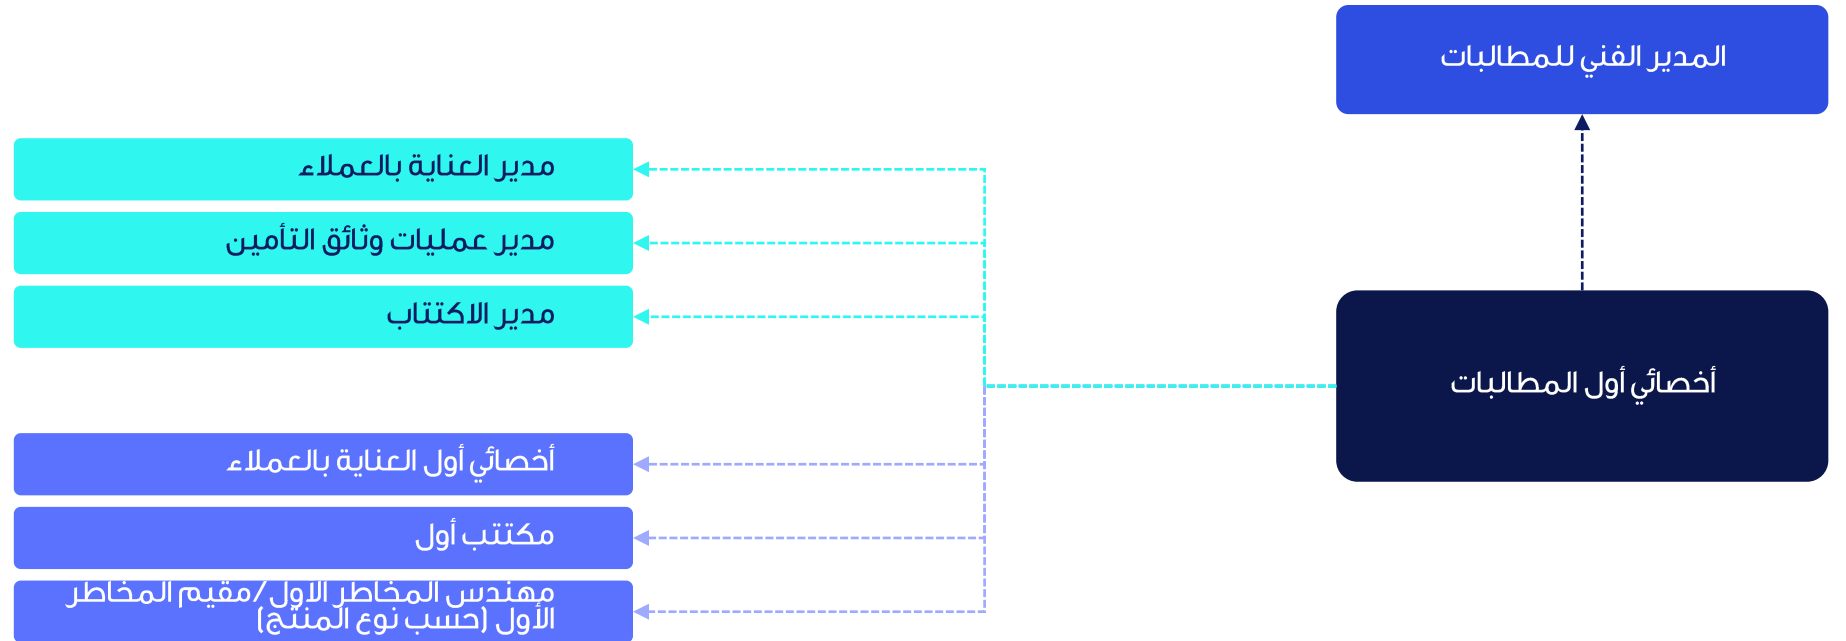 المدير الفني للمطالبات
أخصائي أول المطالبات
مدير العناية بالعملاء
مدير عمليات وثائق التأمين
مدير الاكتتاب
أخصائي أول العناية بالعملاء
مكتتب أول
مهندس المخاطر الأول/مقيم المخاطر
الأول (حسب نوع المنتج)